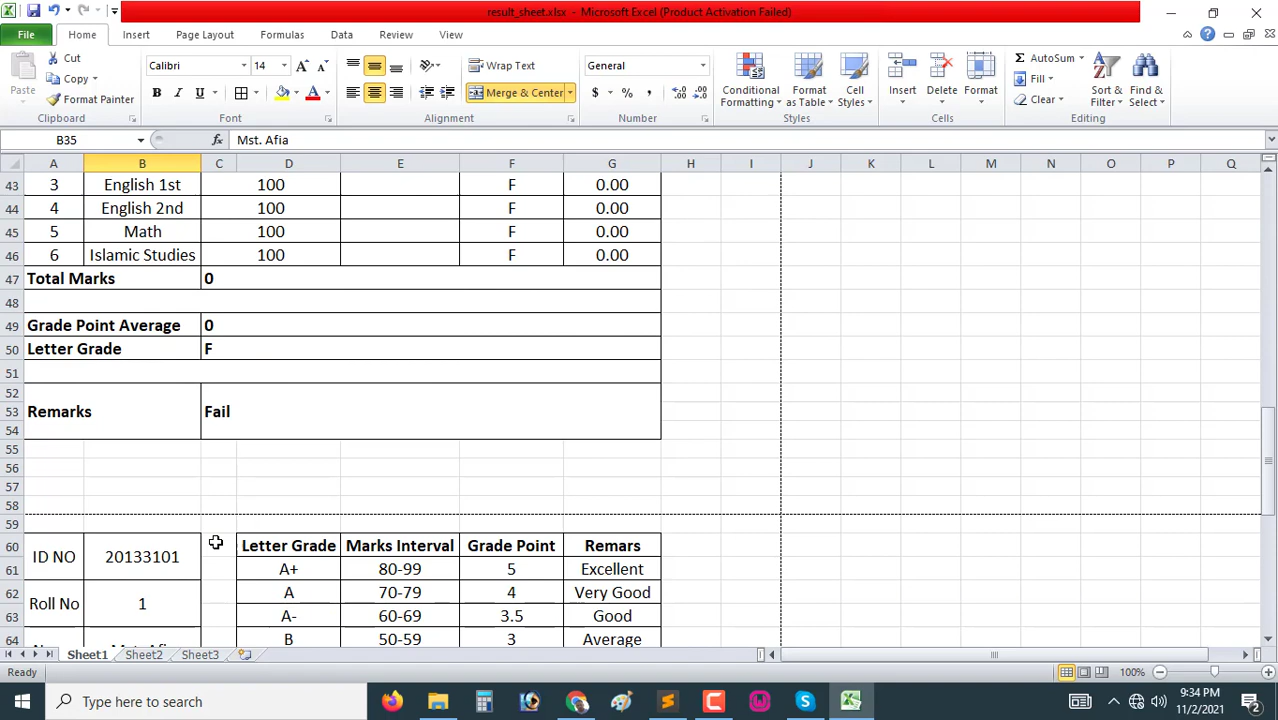 result_sheet.xlsx - Microsoft Excel (Product Activation Failed)
File Home Insert Page Layout Formulas Data Review View
Paste Cut Copy Format Painter Clipboard
Calibri 14 A A B I U A Font
Wrap Text Merge & Center Alignment
General $ % , .0 .00 .00 .0 Number
Conditional Formatting Format as Table Cell Styles Styles
Insert Delete Format Cells
Σ AutoSum Fill Clear Sort & Filter Find & Select Editing
B35 fx Mst. Afia
A B C D E F G H I J K L M N O P Q
43 3 English 1st 100 F 0.00
44 4 English 2nd 100 F 0.00
45 5 Math 100 F 0.00
46 6 Islamic Studies 100 F 0.00
47 Total Marks 0
48
49 Grade Point Average 0
50 Letter Grade F
51
52
53 Remarks Fail
54
55
56
57
58
59
60 ID NO 20133101 Letter Grade Marks Interval Grade Point Remars
61 A+ 80-99 5 Excellent
62 Roll No 1 A 70-79 4 Very Good
63 A- 60-69 3.5 Good
64 B 50-59 3 Average
Sheet1 Sheet2 Sheet3
Ready 100%
Type here to search
9:34 PM
11/2/2021
2